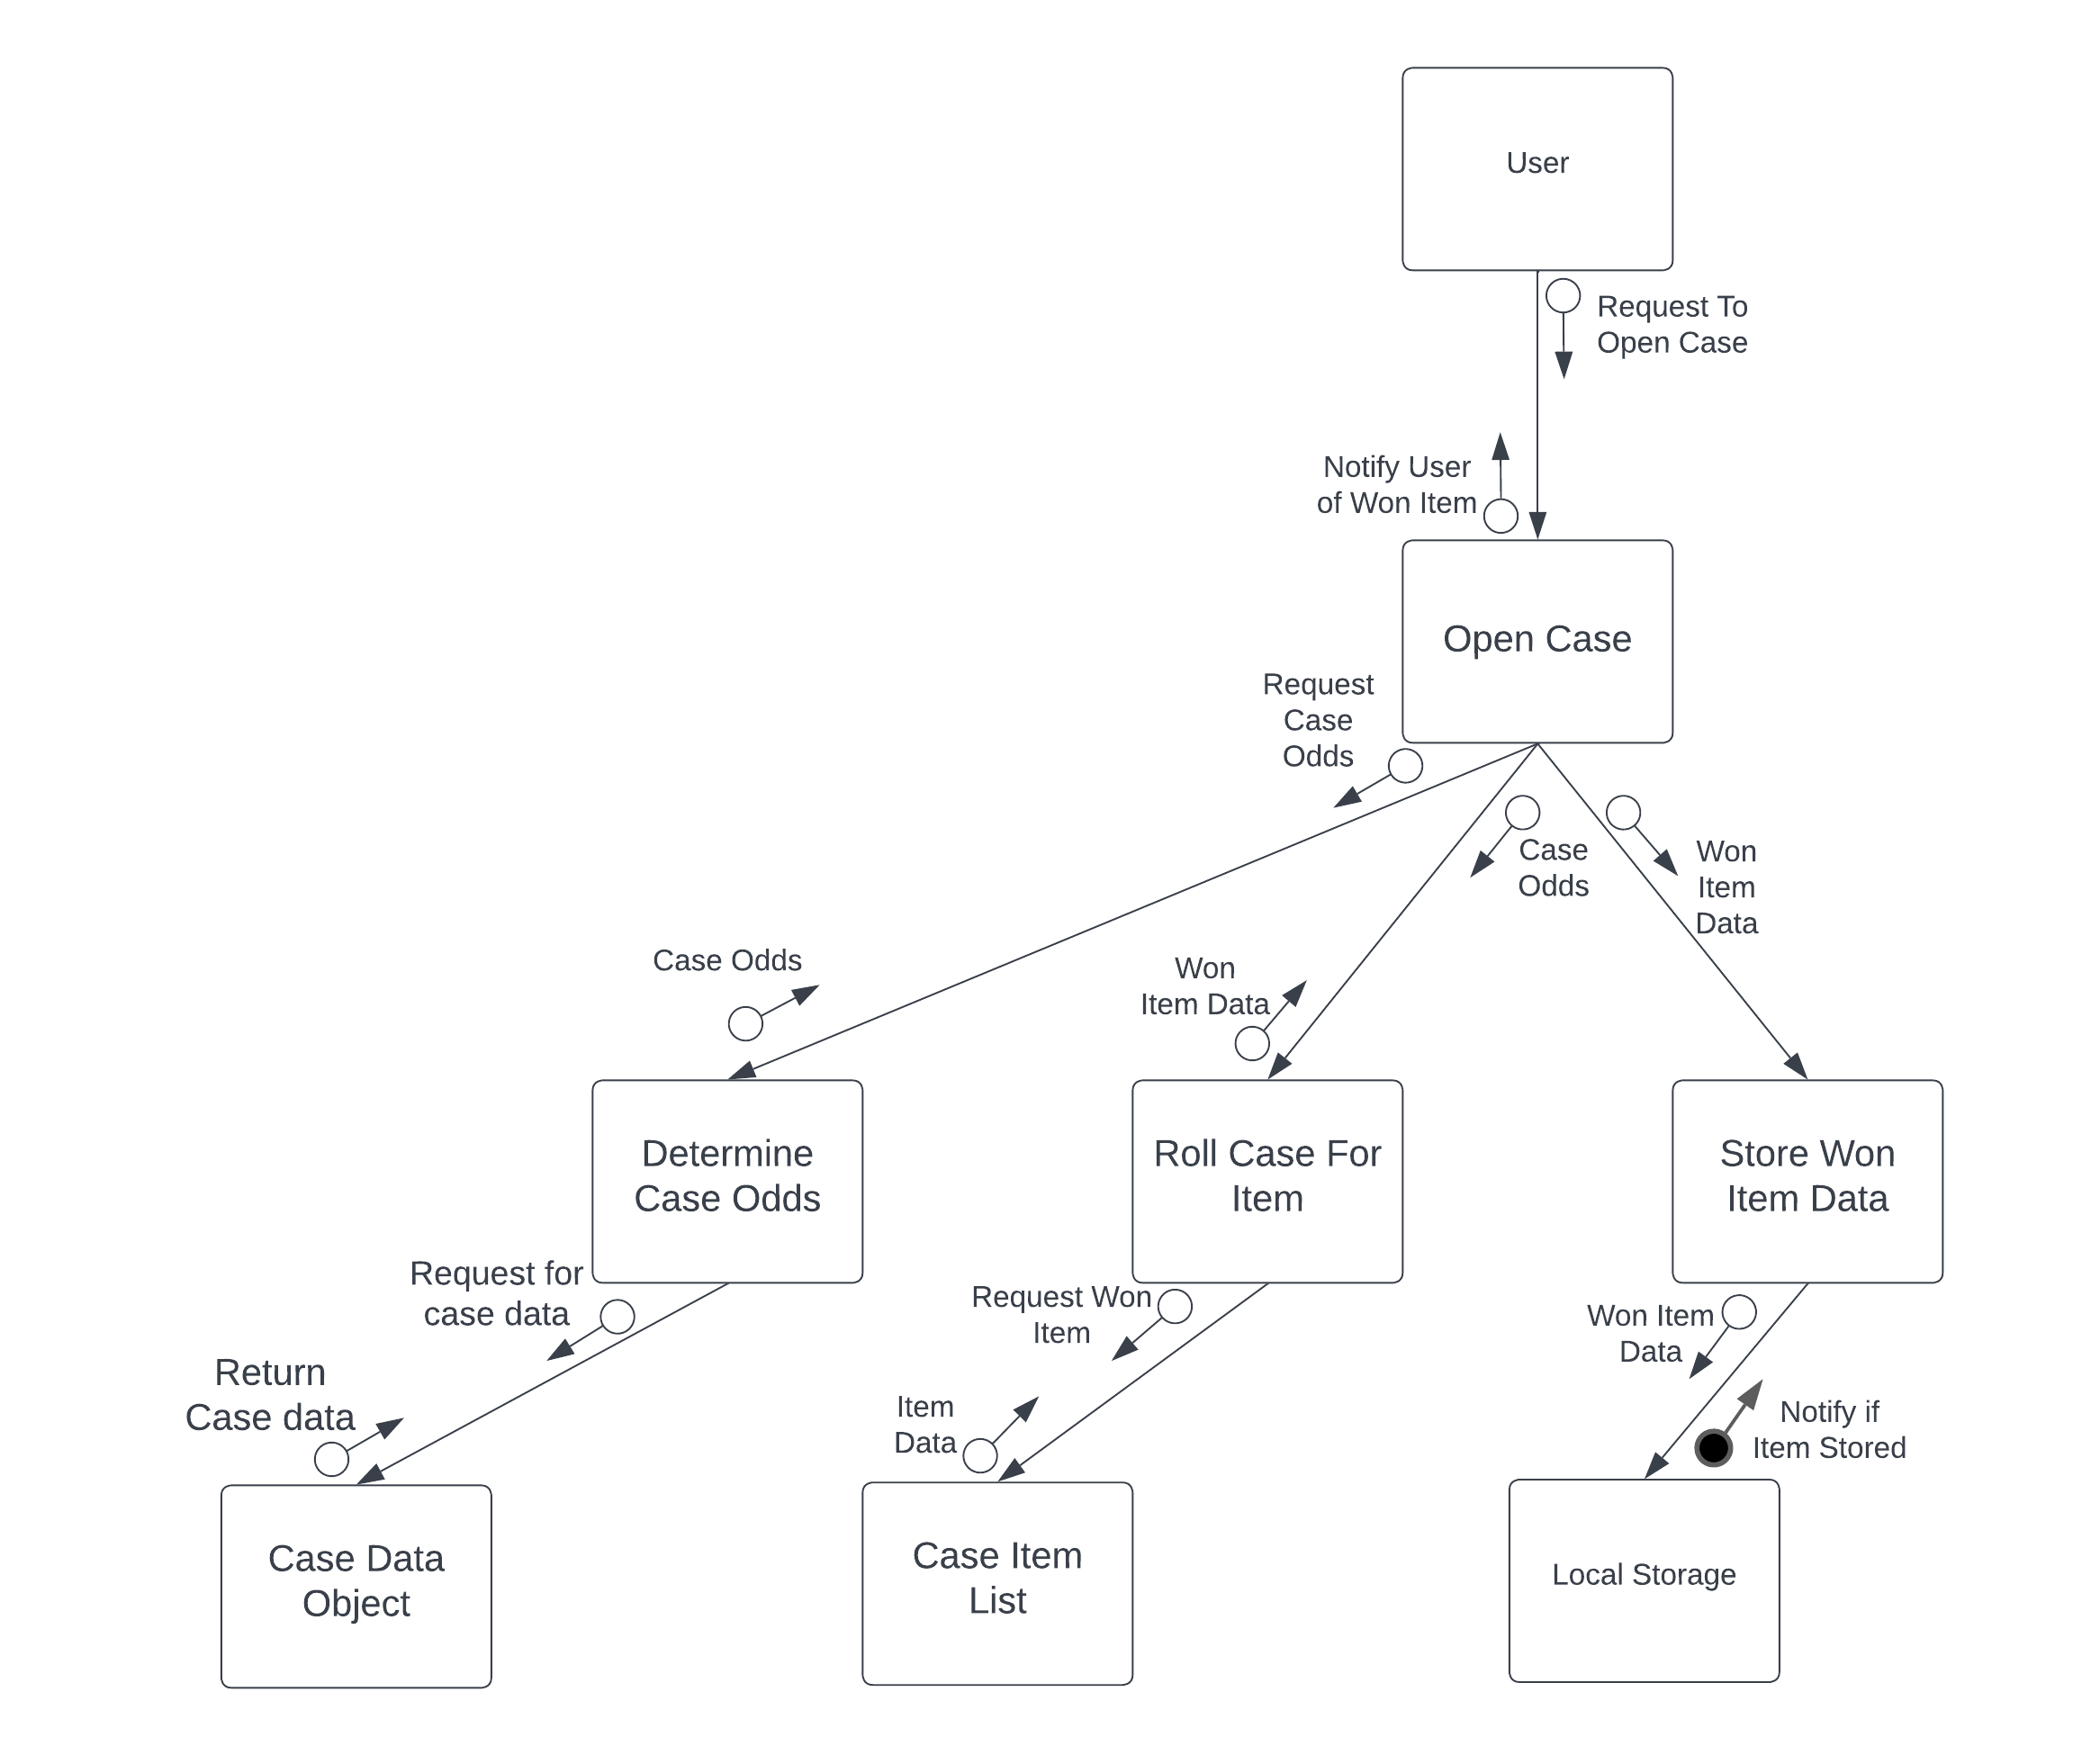 User
Request To
Open Case
Notify User
of Won Item
Open Case
Request
Case
Odds
Case
Odds
Won
Item
Data
Case Odds
Won
Item Data
Determine
Case Odds
Roll Case For
Item
Store Won
Item Data
Request for
case data
Request Won
Item
Won Item
Data
Return
Case data
Item
Data
Notify if
Item Stored
Case Data
Object
Case Item
List
Local Storage